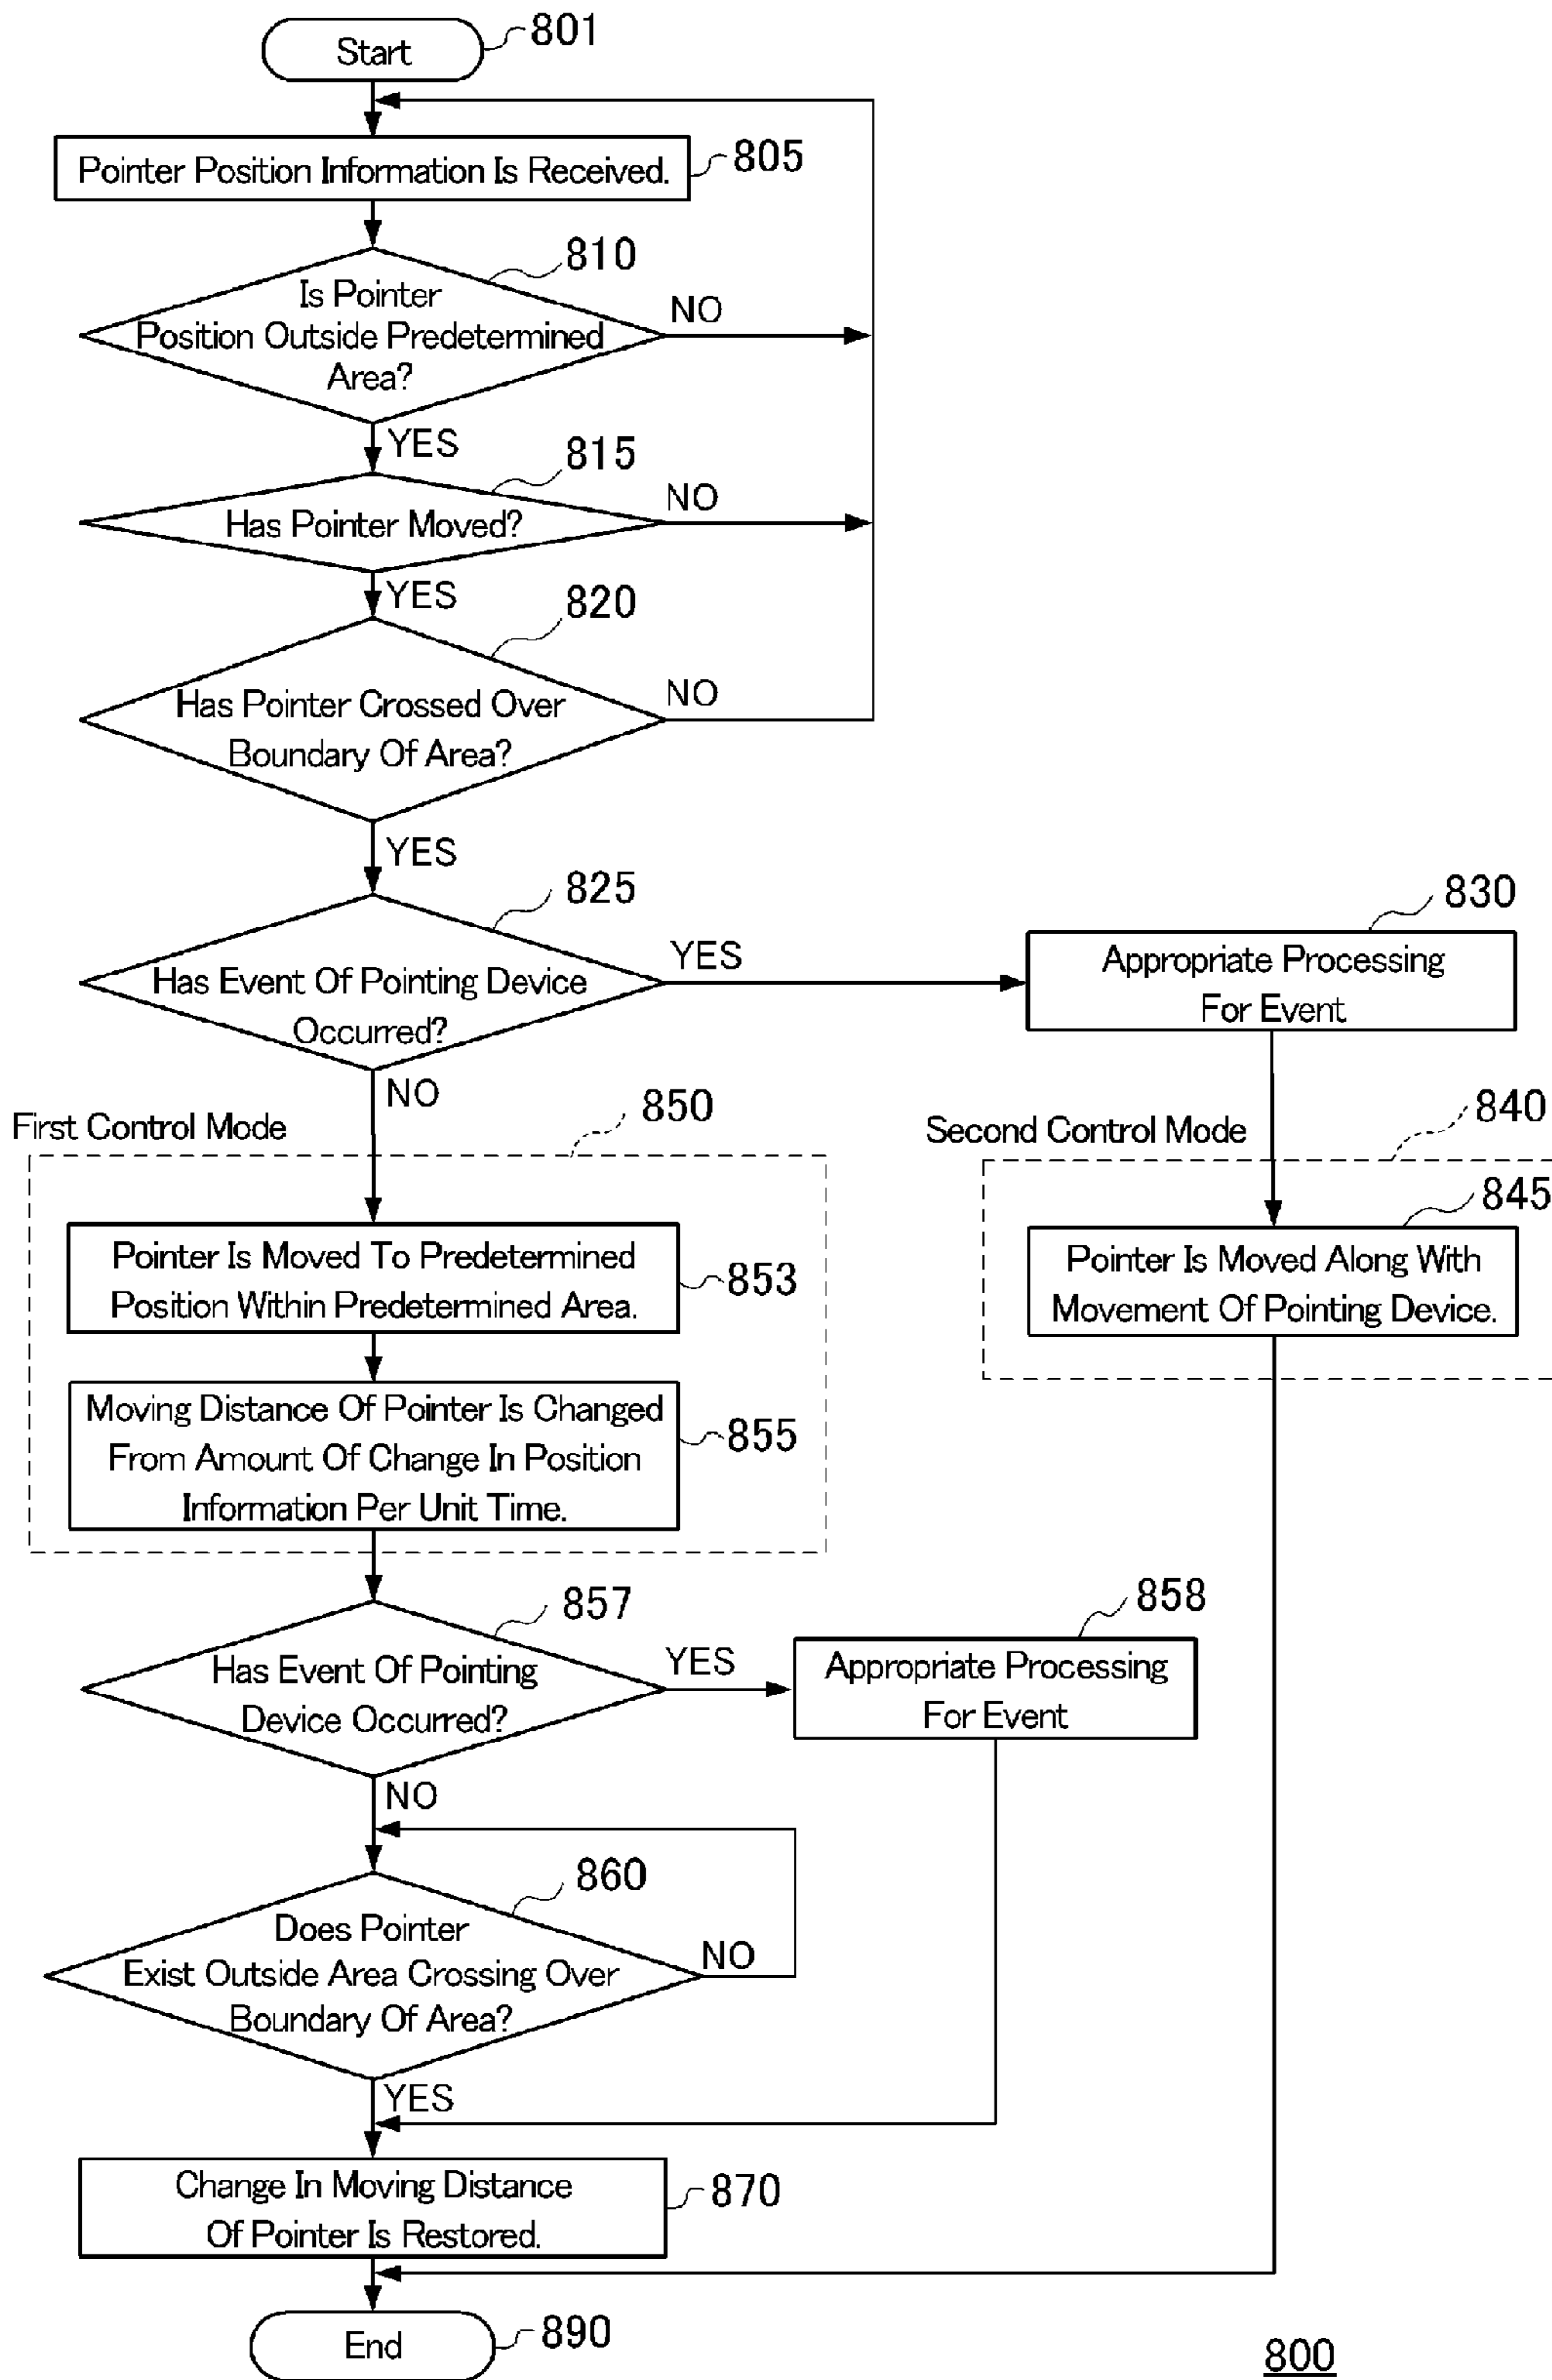 Start
801
Pointer Position Information Is Received.
805
810
Is Pointer
Position Outside Predetermined
Area?
NO
YES
815
Has Pointer Moved?
NO
YES
820
Has Pointer Crossed Over
Boundary Of Area?
NO
YES
825
Has Event Of Pointing Device
Occurred?
YES
NO
830
Appropriate Processing
For Event
First Control Mode
850
Second Control Mode
840
845
Pointer Is Moved Along With
Movement Of Pointing Device.
Pointer Is Moved To Predetermined
Position Within Predetermined Area.
853
Moving Distance Of Pointer Is Changed
From Amount Of Change In Position
Information Per Unit Time.
855
857
Has Event Of Pointing
Device Occurred?
YES
NO
858
Appropriate Processing
For Event
860
Does Pointer
Exist Outside Area Crossing Over
Boundary Of Area?
NO
YES
Change In Moving Distance
Of Pointer Is Restored.
870
End
890
800